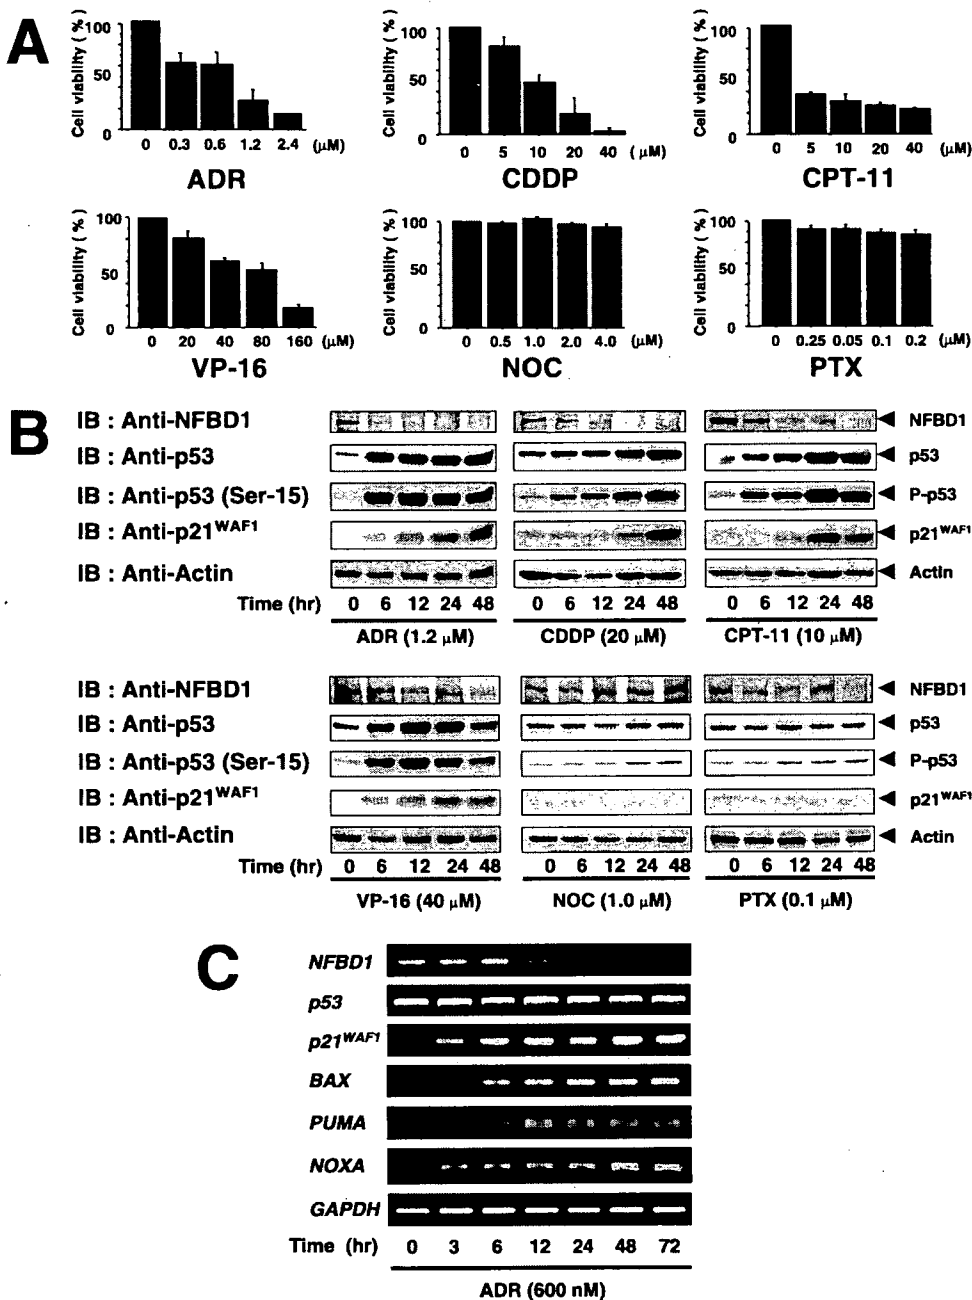 A
Cell viability ( % )
100
50
0
0 0.3 0.6 1.2 2.4 (µM)
ADR
Cell viability ( % )
100
50
0
0 5 10 20 40 ( µM)
CDDP
Cell viability ( % )
100
50
0
0 5 10 20 40 (µM)
CPT-11
Cell viability ( % )
100
50
0
0 20 40 80 160 (µM)
VP-16
Cell viability ( % )
100
50
0
0 0.5 1.0 2.0 4.0 (µM)
NOC
Cell viability ( % )
100
50
0
0 0.25 0.05 0.1 0.2 (µM)
PTX
B
IB : Anti-NFBD1 NFBD1
IB : Anti-p53 p53
IB : Anti-p53 (Ser-15) P-p53
IB : Anti-p21WAF1 p21WAF1
IB : Anti-Actin Actin
Time (hr) 0 6 12 24 48 0 6 12 24 48 0 6 12 24 48
ADR (1.2 µM) CDDP (20 µM) CPT-11 (10 µM)
IB : Anti-NFBD1 NFBD1
IB : Anti-p53 p53
IB : Anti-p53 (Ser-15) P-p53
IB : Anti-p21WAF1 p21WAF1
IB : Anti-Actin Actin
Time (hr) 0 6 12 24 48 0 6 12 24 48 0 6 12 24 48
VP-16 (40 µM) NOC (1.0 µM) PTX (0.1 µM)
C
NFBD1
p53
p21WAF1
BAX
PUMA
NOXA
GAPDH
Time (hr) 0 3 6 12 24 48 72
ADR (600 nM)